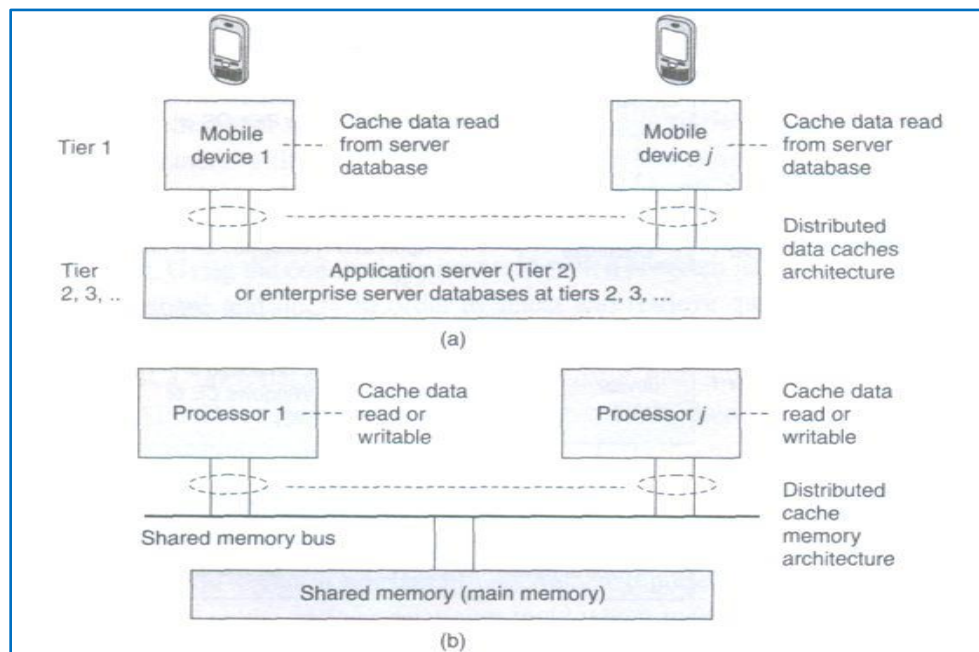 Tier 1
Mobile
device 1
Cache data read
from server
database
Mobile
device j
Cache data read
from server
database
Distributed
data caches
architecture
Tier
2, 3, ..
Application server (Tier 2)
or enterprise server databases at tiers 2, 3, ...
(a)
Processor 1
Cache data
read or
writable
Processor j
Cache data
read or
writable
Distributed
cache
memory
architecture
Shared memory bus
Shared memory (main memory)
(b)